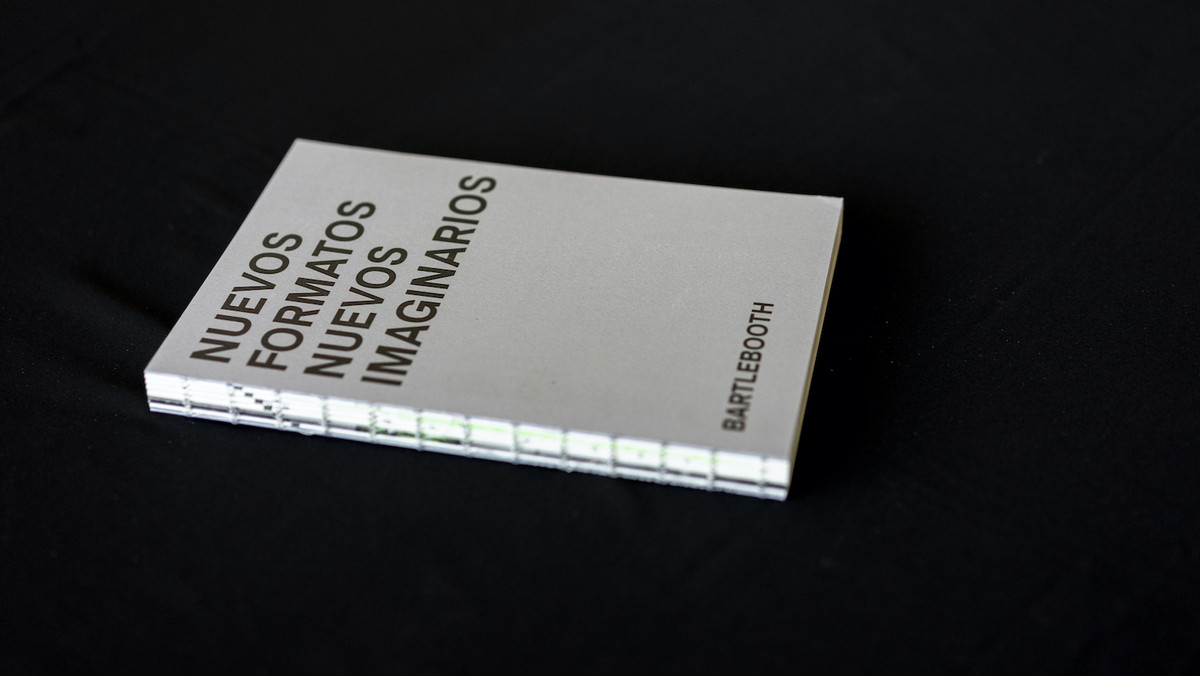 NUEVOS
FORMATOS
NUEVOS
IMAGINARIOS
BARTLEBOOTH